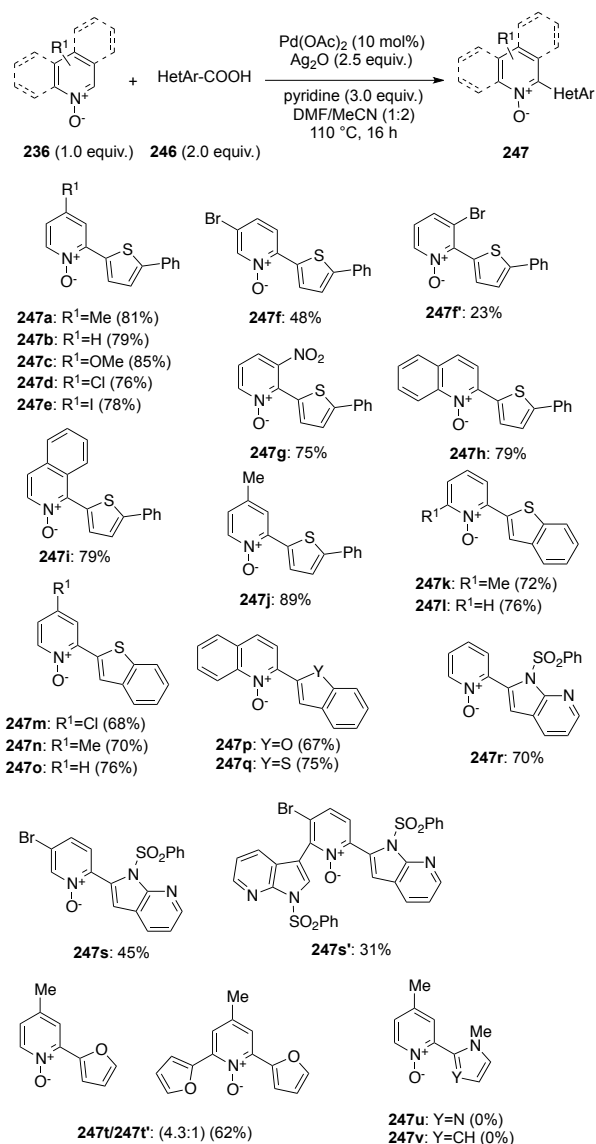 R¹
N⁺
O⁻
236 (1.0 equiv.)
+
HetAr-COOH
246 (2.0 equiv.)
Pd(OAc)₂ (10 mol%)
Ag₂O (2.5 equiv.)
pyridine (3.0 equiv.)
DMF/MeCN (1:2)
110 °C, 16 h
R¹
N⁺
O⁻
HetAr
247
R¹
N⁺
O⁻
S
Ph
247a: R¹=Me (81%)
247b: R¹=H (79%)
247c: R¹=OMe (85%)
247d: R¹=Cl (76%)
247e: R¹=I (78%)
Br
N⁺
O⁻
S
Ph
247f: 48%
Br
N⁺
O⁻
S
Ph
247f': 23%
NO₂
N⁺
O⁻
S
Ph
247g: 75%
N⁺
O⁻
S
Ph
247h: 79%
N⁺
O⁻
S
Ph
247i: 79%
Me
N⁺
O⁻
S
Ph
247j: 89%
R¹
N⁺
O⁻
S
247k: R¹=Me (72%)
247l: R¹=H (76%)
R¹
N⁺
O⁻
S
247m: R¹=Cl (68%)
247n: R¹=Me (70%)
247o: R¹=H (76%)
N⁺
O⁻
Y
247p: Y=O (67%)
247q: Y=S (75%)
N⁺
O⁻
SO₂Ph
N
N
247r: 70%
Br
N⁺
O⁻
SO₂Ph
N
N
247s: 45%
Br
SO₂Ph
N
N
N⁺
O⁻
N
N
SO₂Ph
247s': 31%
Me
N⁺
O⁻
O
Me
O
N⁺
O⁻
O
247t/247t': (4.3:1) (62%)
Me
N⁺
O⁻
Me
N
Y
247u: Y=N (0%)
247v: Y=CH (0%)